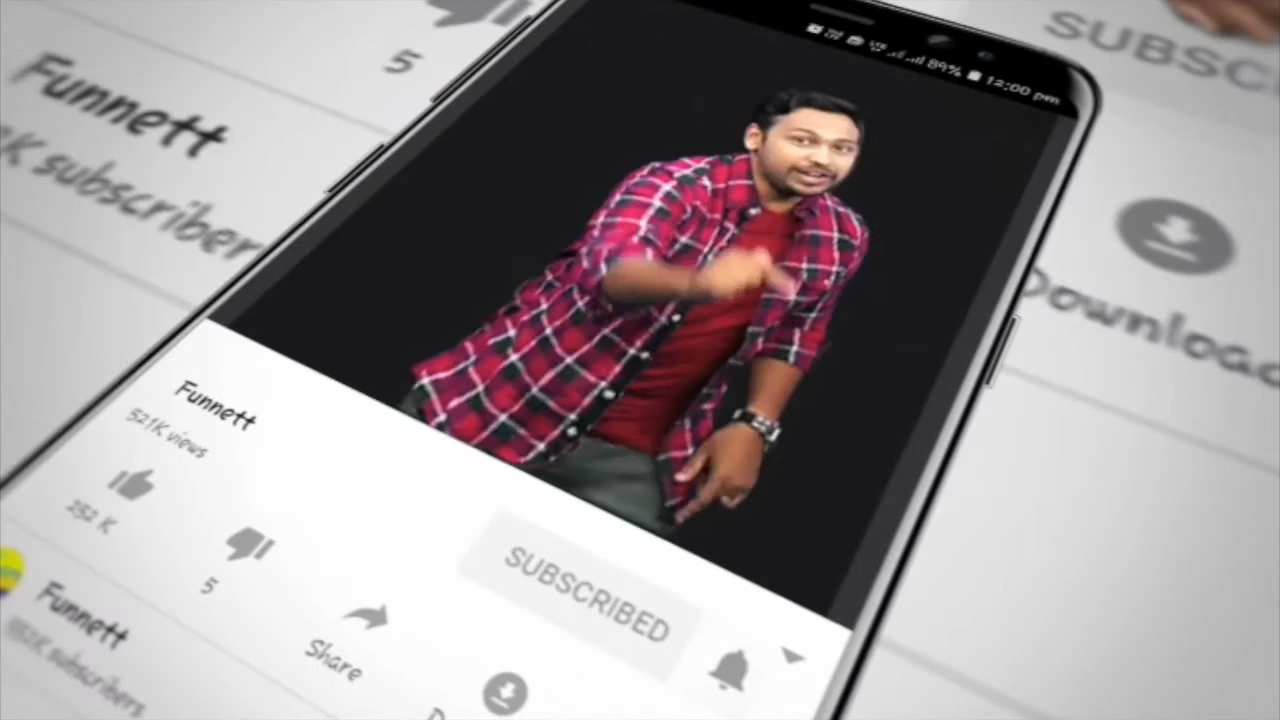 SUBSC
5
Funnett
K subscriber
89% 12:00 pm
Download
Funnett
521K views
252 K
5
Share
SUBSCRIBED
Funnett
K subscribers
D